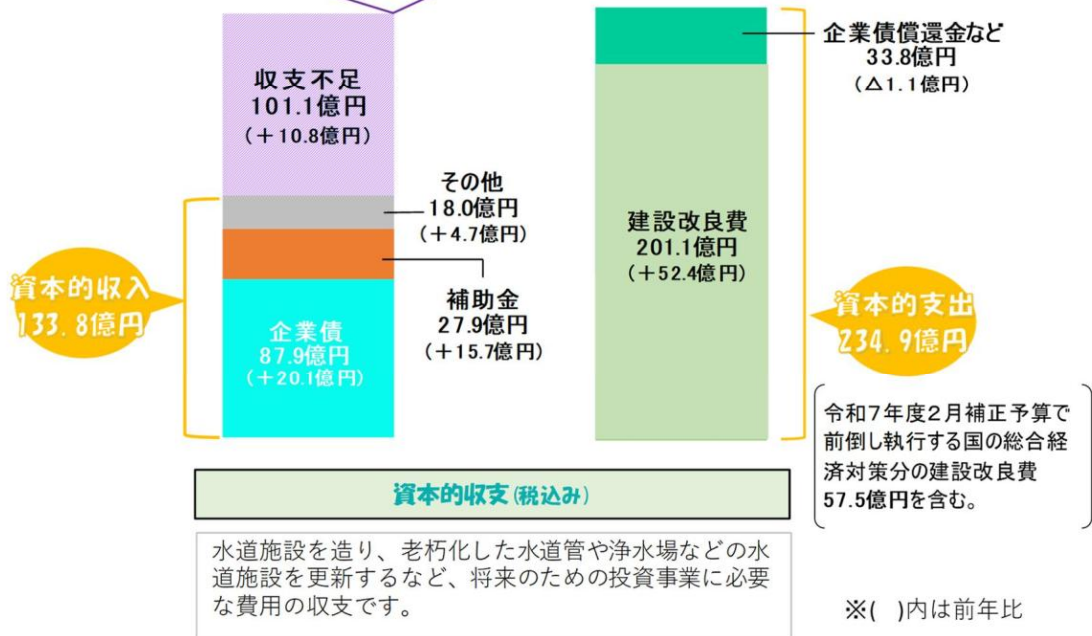 収支不足
101.1億円
(+10.8億円)
その他
18.0億円
(+4.7億円)
補助金
27.9億円
(+15.7億円)
企業債
87.9億円
(+20.1億円)
資本的収入
133.8億円
企業債償還金など
33.8億円
(△1.1億円)
建設改良費
201.1億円
(+52.4億円)
資本的支出
234.9億円
令和7年度2月補正予算で
前倒し執行する国の総合経
済対策分の建設改良費
57.5億円を含む。
資本的収支(税込み)
水道施設を造り、老朽化した水道管や浄水場などの水
道施設を更新するなど、将来のための投資事業に必要
な費用の収支です。
※( )内は前年比